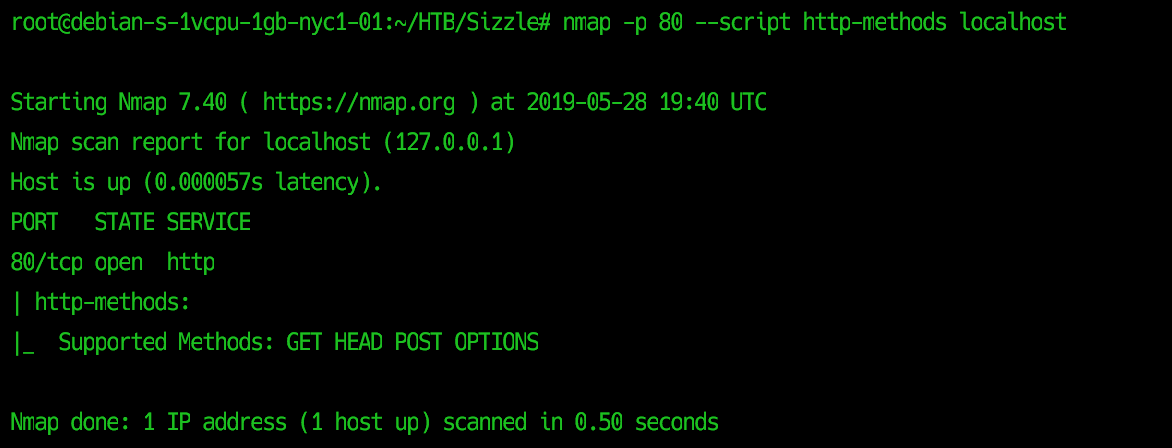 root@debian-s-1vcpu-1gb-nyc1-01:~/HTB/Sizzle# nmap -p 80 --script http-methods localhost
Starting Nmap 7.40 ( https://nmap.org ) at 2019-05-28 19:40 UTC
Nmap scan report for localhost (127.0.0.1)
Host is up (0.000057s latency).
PORT   STATE SERVICE
80/tcp open  http
| http-methods:
|_  Supported Methods: GET HEAD POST OPTIONS
Nmap done: 1 IP address (1 host up) scanned in 0.50 seconds